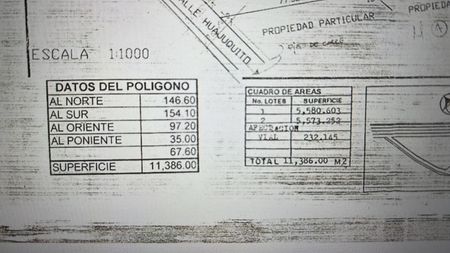 CALLE HUAJUQUITO
PROPIEDAD PARTICULAR
PROPIEDA
ESCALA 1:1000
DATOS DEL POLIGONO
AL NORTE 146.60
AL SUR 154.10
AL ORIENTE 97.20
AL PONIENTE 35.00
67.60
SUPERFICIE 11,386.00
CUADRO DE AREAS
No. LOTES SUPERFICIE
1 5,580.603
2 5,573.252
AFECTACION
VIAL 232.145
TOTAL 11,386.00 M2